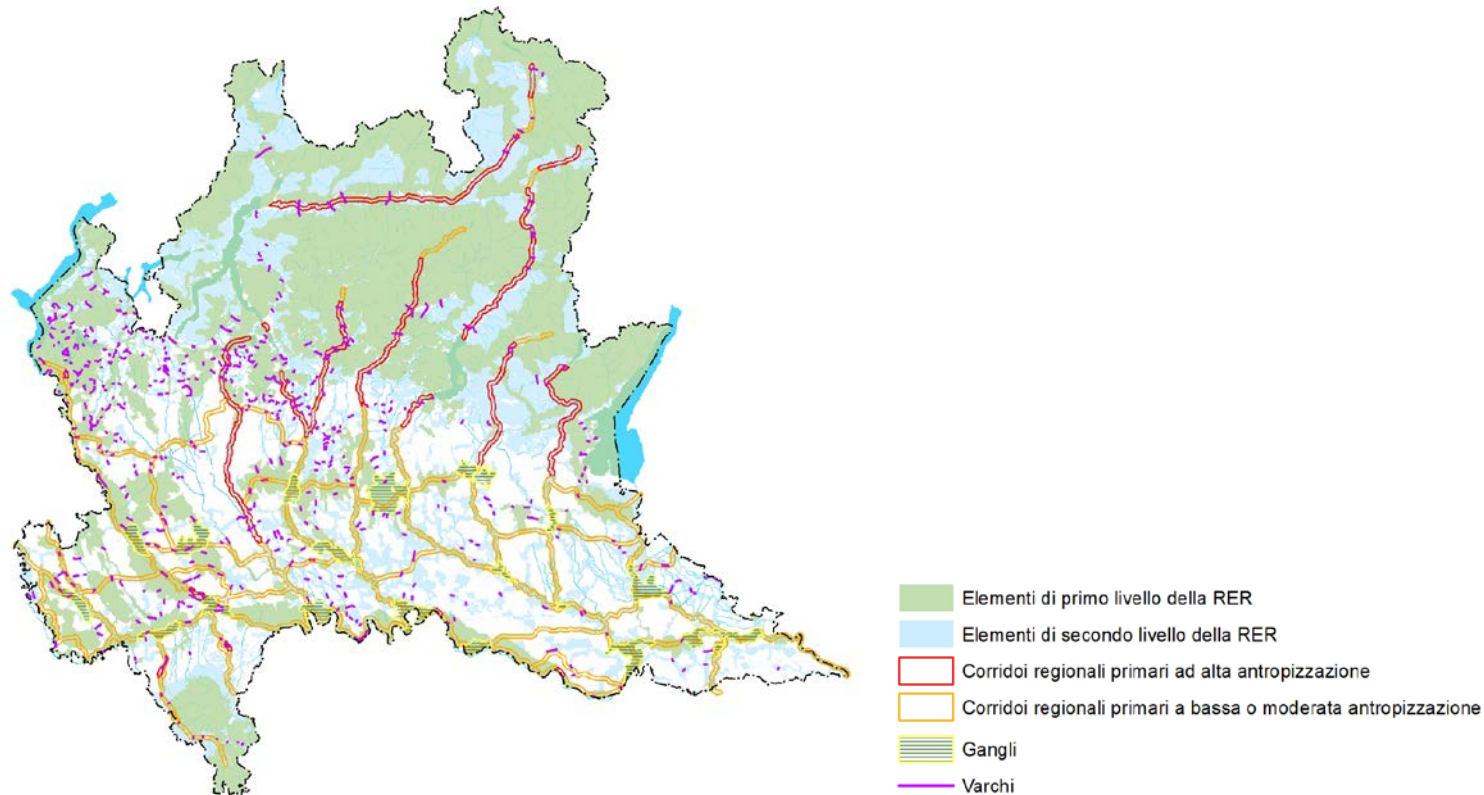 Elementi di primo livello della RER
Elementi di secondo livello della RER
Corridoi regionali primari ad alta antropizzazione
Corridoi regionali primari a bassa o moderata antropizzazione
Gangli
Varchi